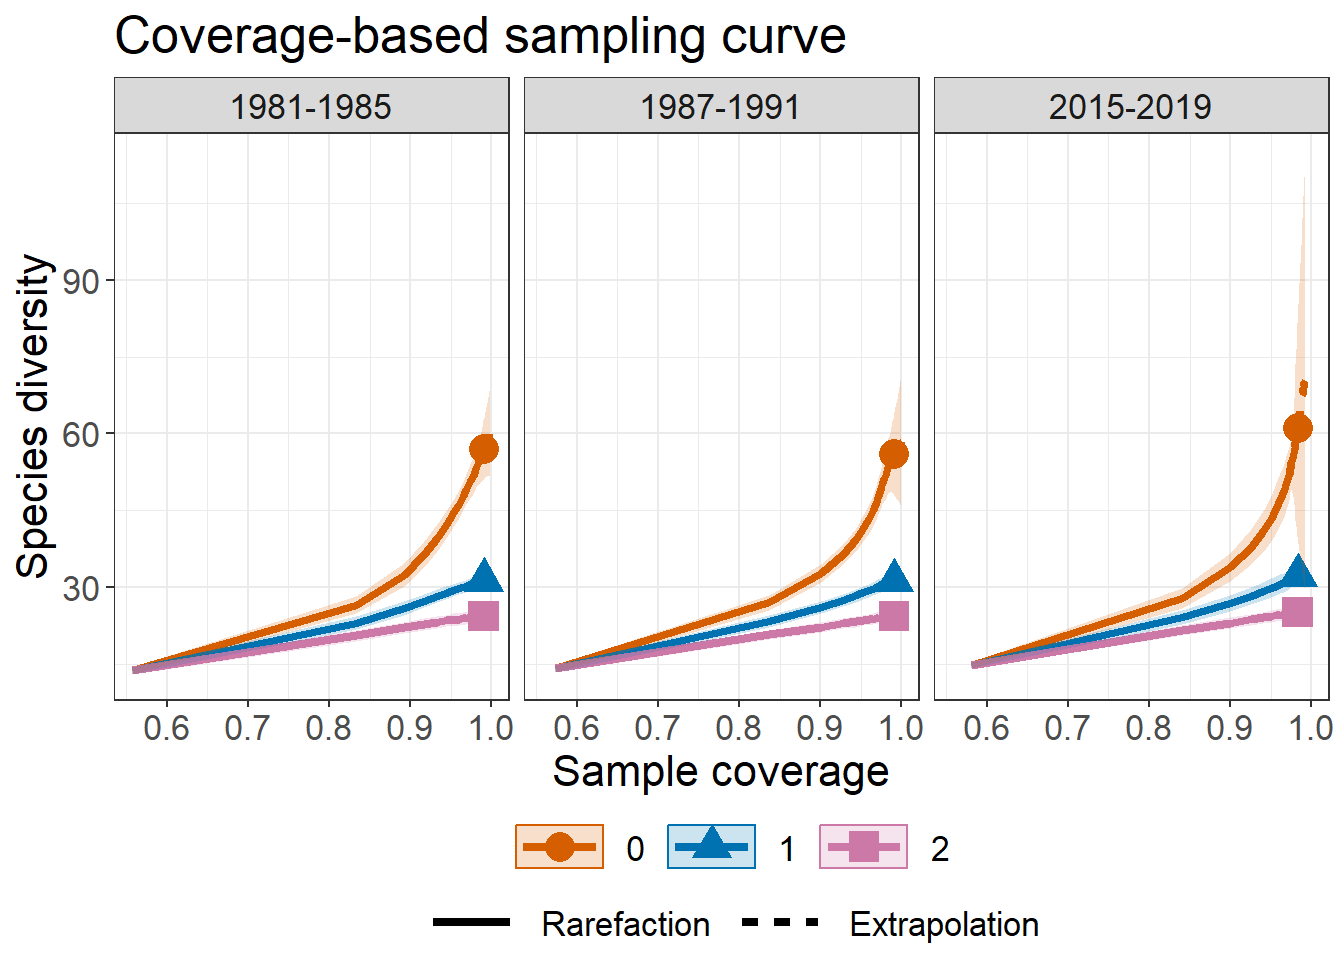 Coverage-based sampling curve
1981-1985 1987-1991 2015-2019
Species diversity
90
60
30
0.6 0.7 0.8 0.9 1.0 0.6 0.7 0.8 0.9 1.0 0.6 0.7 0.8 0.9 1.0
Sample coverage
0 1 2
Rarefaction Extrapolation